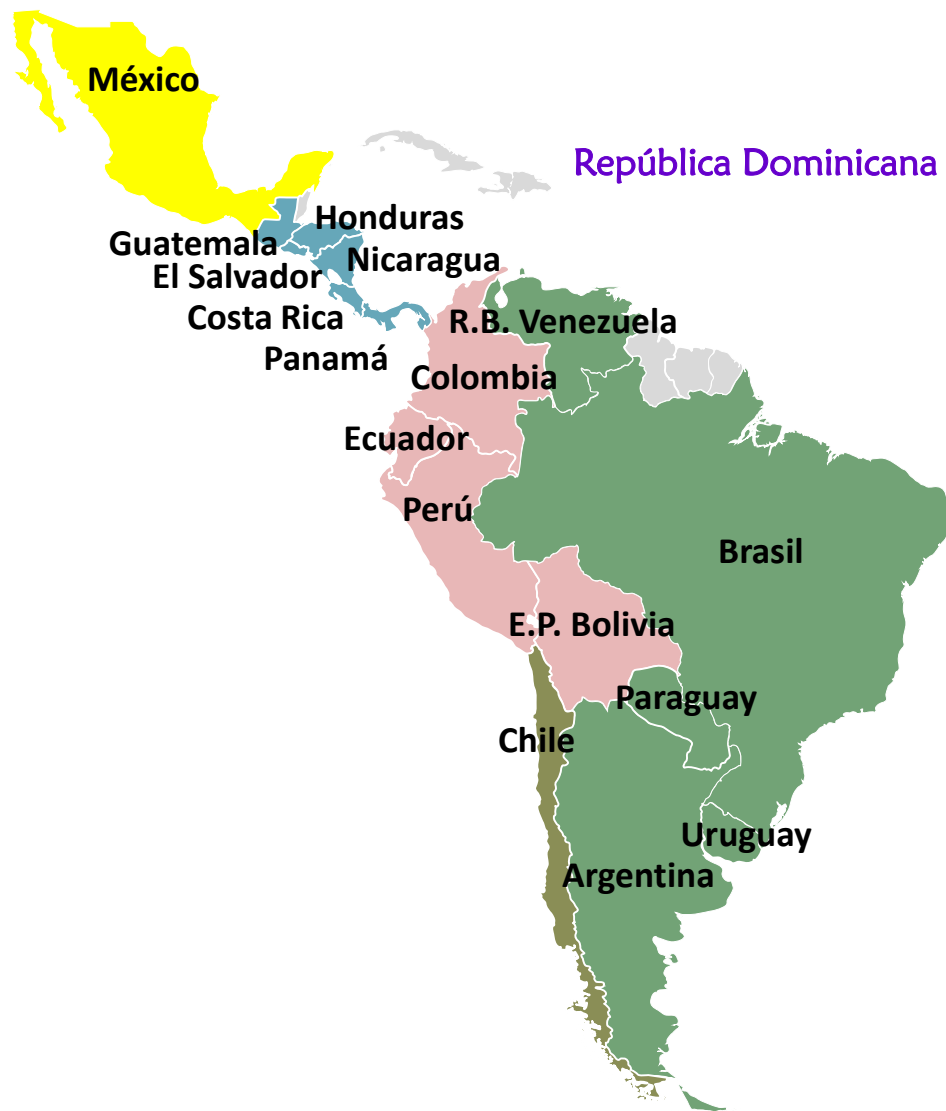 México
República Dominicana
Honduras
Guatemala
Nicaragua
El Salvador
Costa Rica
R.B. Venezuela
Panamá
Colombia
Ecuador
Perú
Brasil
E.P. Bolivia
Paraguay
Chile
Uruguay
Argentina